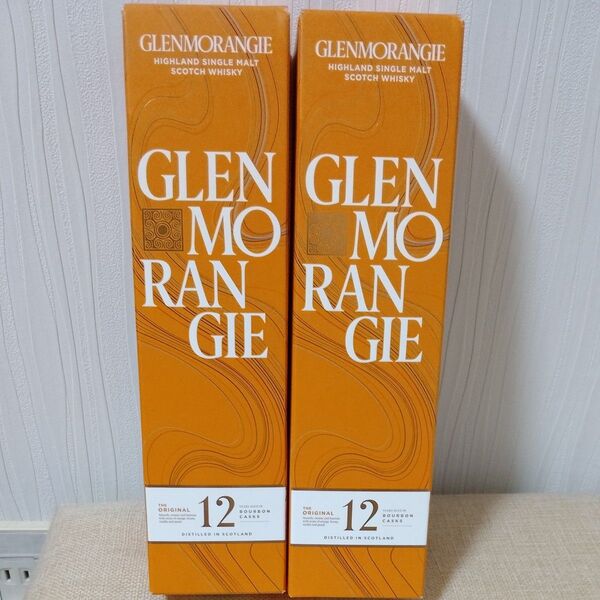 GLENMORANGIE
HIGHLAND SINGLE MALT
SCOTCH WHISKY
GLEN
MO
RAN
GIE
THE
ORIGINAL
12
BOURBON
CASKS
DISTILLED IN SCOTLAND
GLENMORANGIE
HIGHLAND SINGLE MALT
SCOTCH WHISKY
GLEN
MO
RAN
GIE
THE
ORIGINAL
12
BOURBON
CASKS
DISTILLED IN SCOTLAND